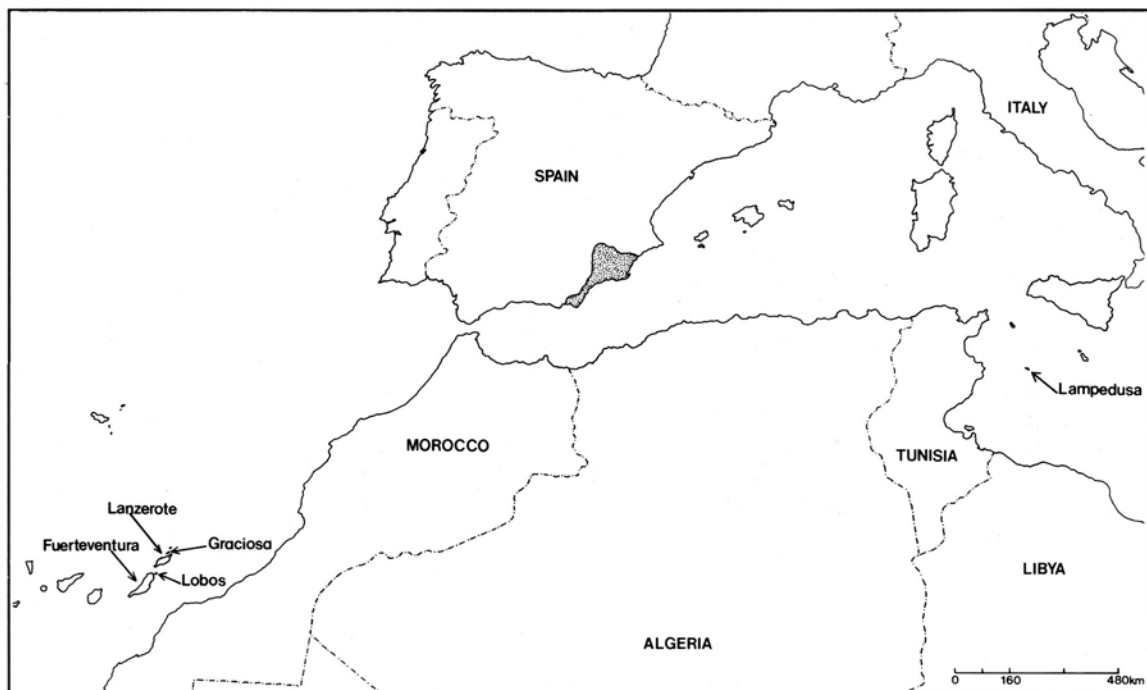 ITALY
SPAIN
Lampedusa
MOROCCO
TUNISIA
Lanzerote
Graciosa
Fuerteventura
Lobos
LIBYA
ALGERIA
0 160 480km